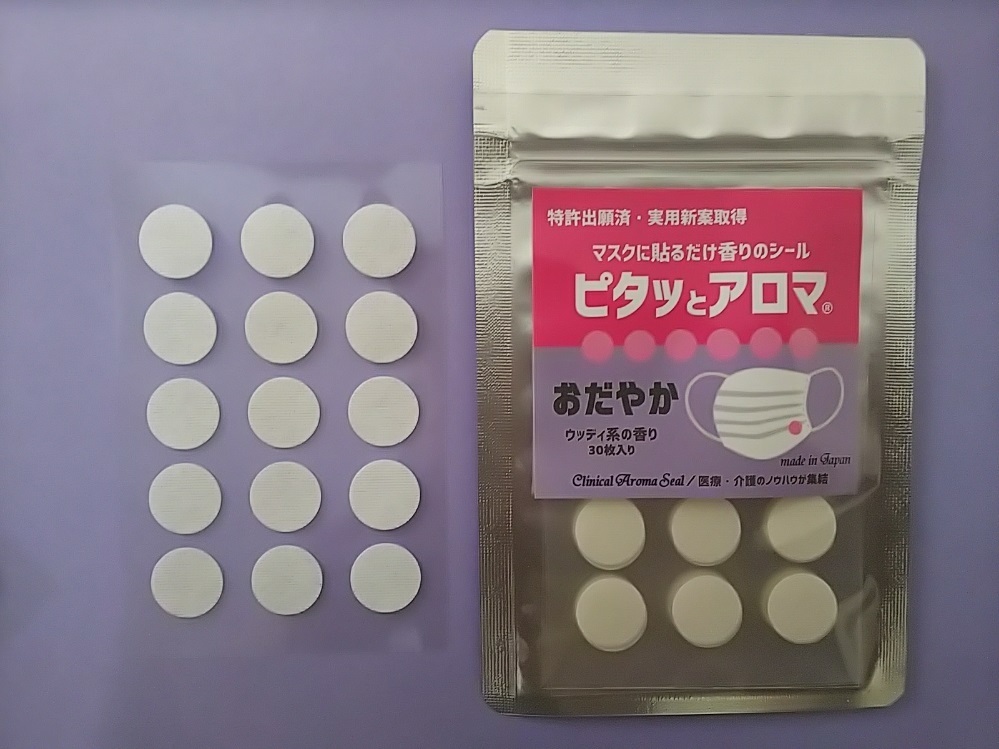 特許出願済・実用新案取得
マスクに貼るだけ香りのシール
ピタッとアロマ®
おだやか
ウッディ系の香り
30枚入り
made in Japan
Clinical Aroma Seal / 医療・介護のノウハウが集結